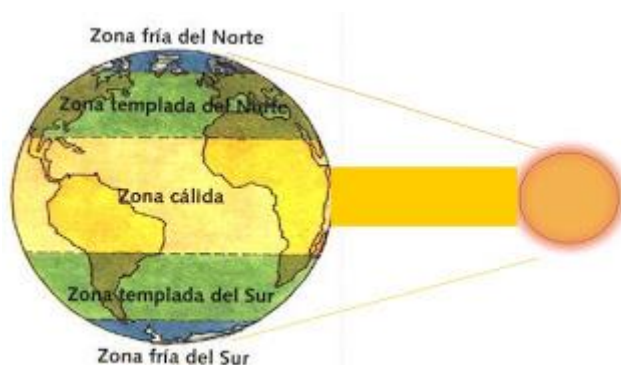 Zona fría del Norte
Zona templada del Norte
Zona cálida
Zona templada del Sur
Zona fría del Sur